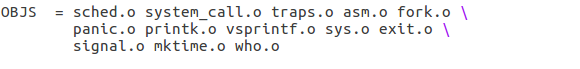 OBJS  = sched.o system_call.o traps.o asm.o fork.o \
        panic.o printk.o vsprintf.o sys.o exit.o \
        signal.o mktime.o who.o